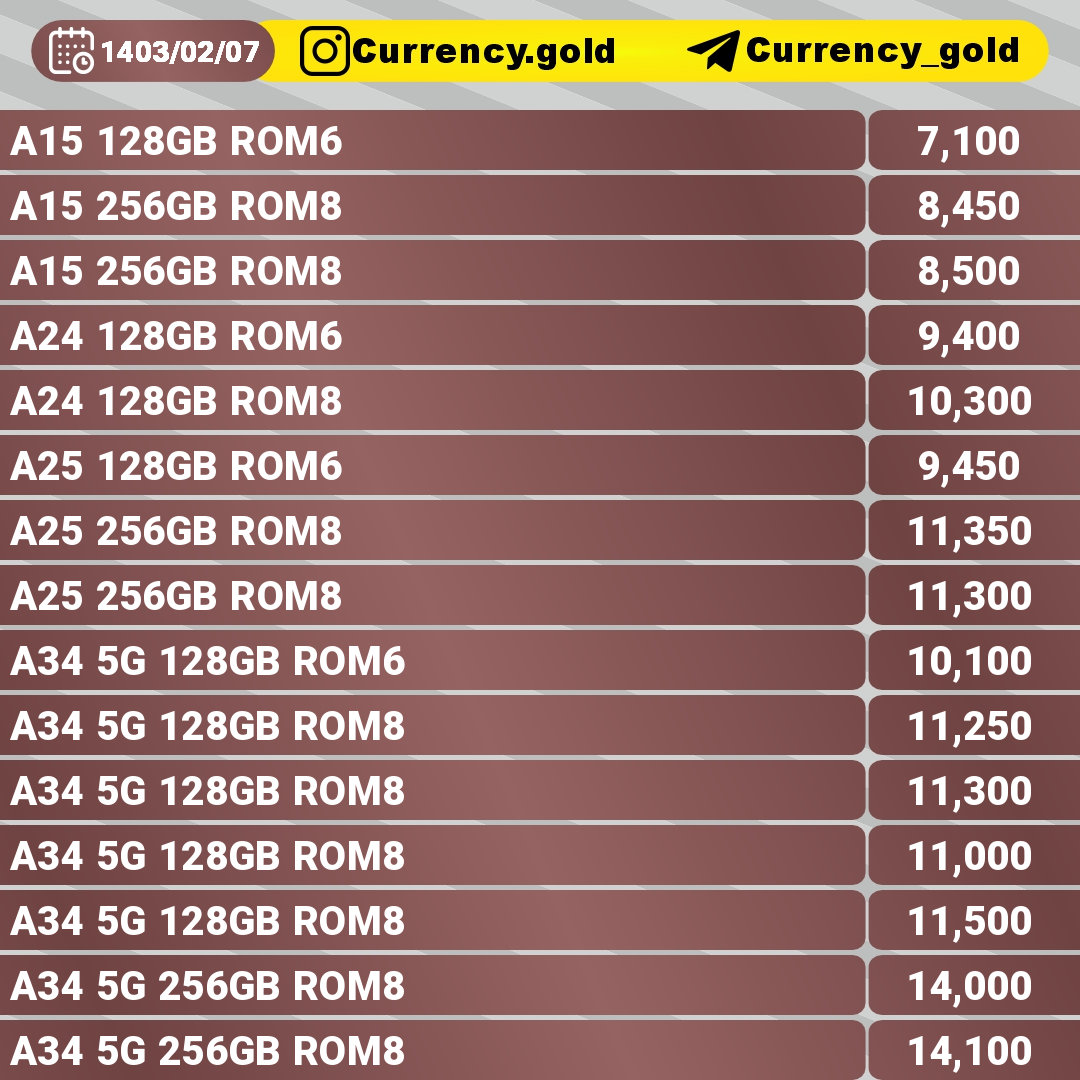 1403/02/07 Currency.gold Currency_gold
A15 128GB ROM6 7,100
A15 256GB ROM8 8,450
A15 256GB ROM8 8,500
A24 128GB ROM6 9,400
A24 128GB ROM8 10,300
A25 128GB ROM6 9,450
A25 256GB ROM8 11,350
A25 256GB ROM8 11,300
A34 5G 128GB ROM6 10,100
A34 5G 128GB ROM8 11,250
A34 5G 128GB ROM8 11,300
A34 5G 128GB ROM8 11,000
A34 5G 128GB ROM8 11,500
A34 5G 256GB ROM8 14,000
A34 5G 256GB ROM8 14,100